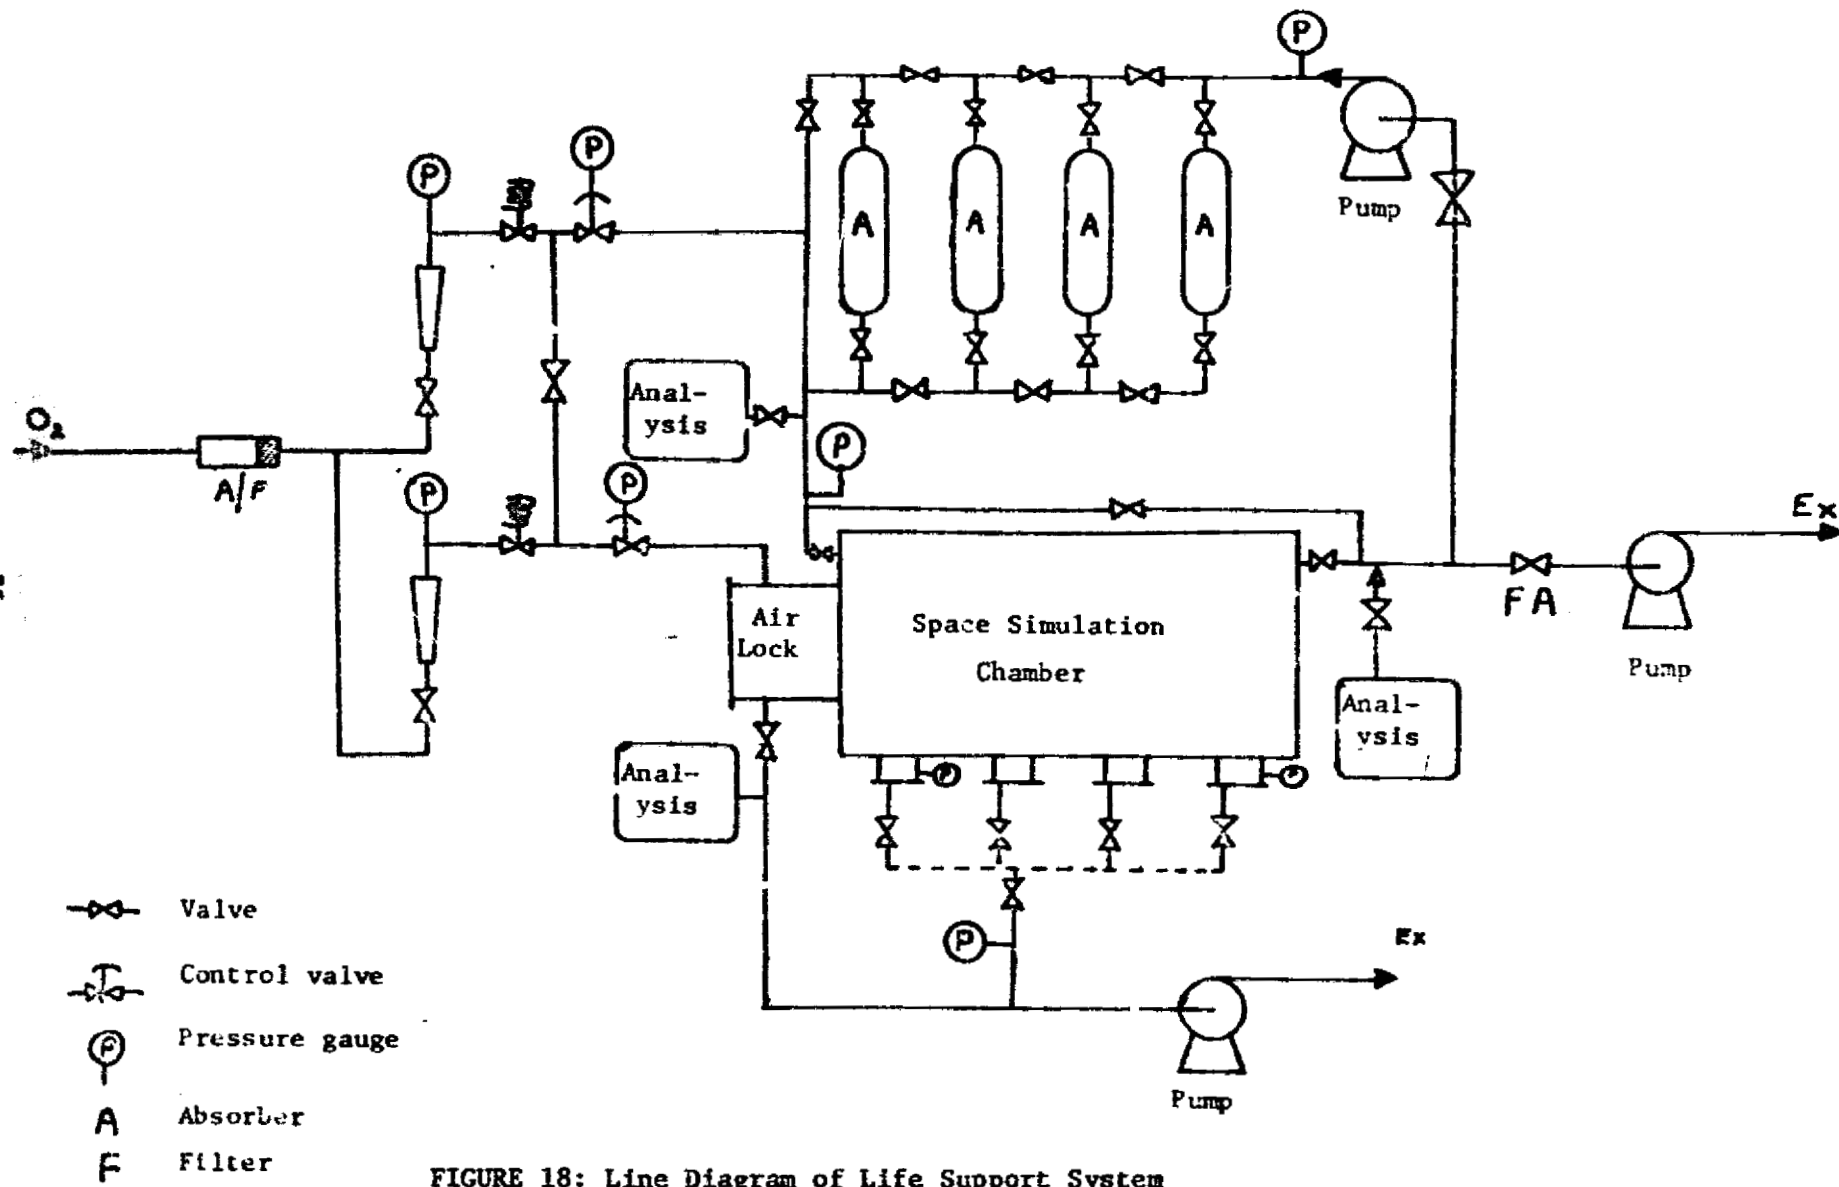 P
P
P
Pump
A
A
A
A
O₂
A/F
Anal-
ysis
P
P
P
Ex
FA
Pump
Air
Lock
Space Simulation
Chamber
Anal-
ysis
Anal-
ysis
P
P
P
Ex
Pump
Valve
Control valve
P
Pressure gauge
A Absorber
F Filter
FIGURE 18: Line Diagram of Life Support System